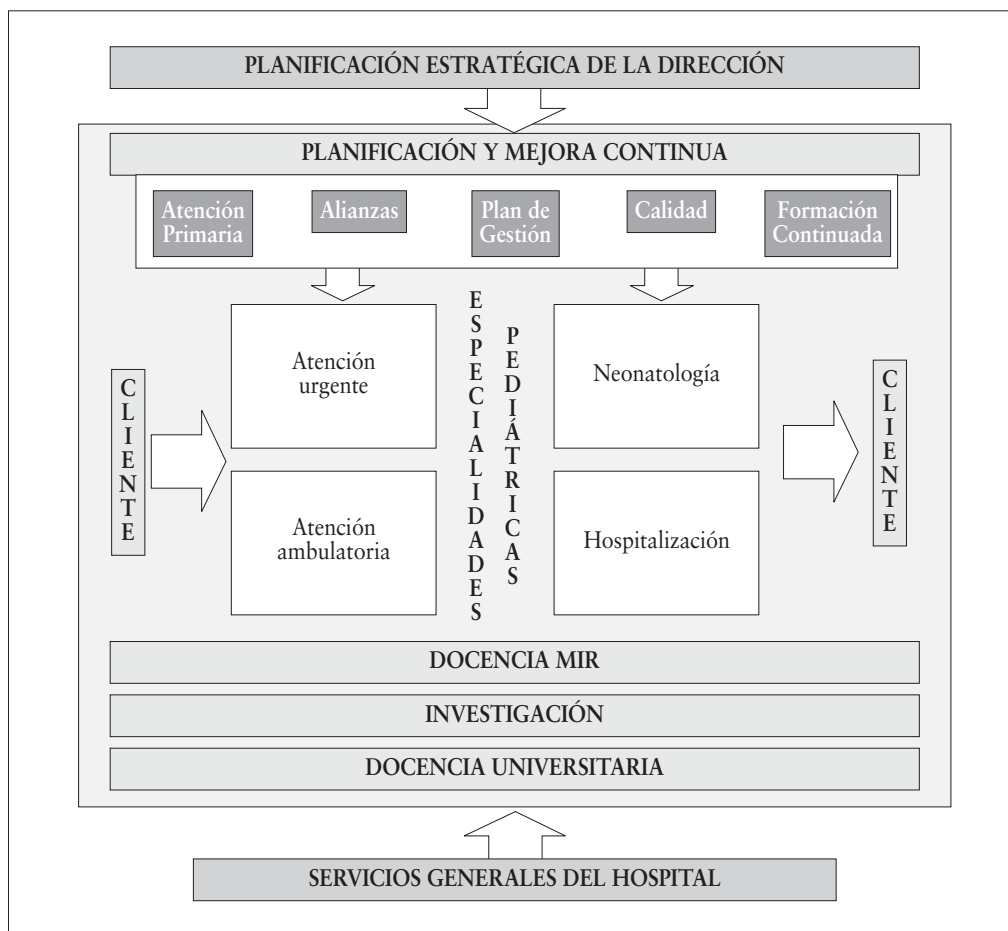 PLANIFICACIÓN ESTRATÉGICA DE LA DIRECCIÓN
PLANIFICACIÓN Y MEJORA CONTINUA
Atención
Primaria
Alianzas
Plan de
Gestión
Calidad
Formación
Continuada
CLIENTE
Atención
urgente
Atención
ambulatoria
ESPECIALIDADES
PEDIÁTRICAS
Neonatología
Hospitalización
CLIENTE
DOCENCIA MIR
INVESTIGACIÓN
DOCENCIA UNIVERSITARIA
SERVICIOS GENERALES DEL HOSPITAL